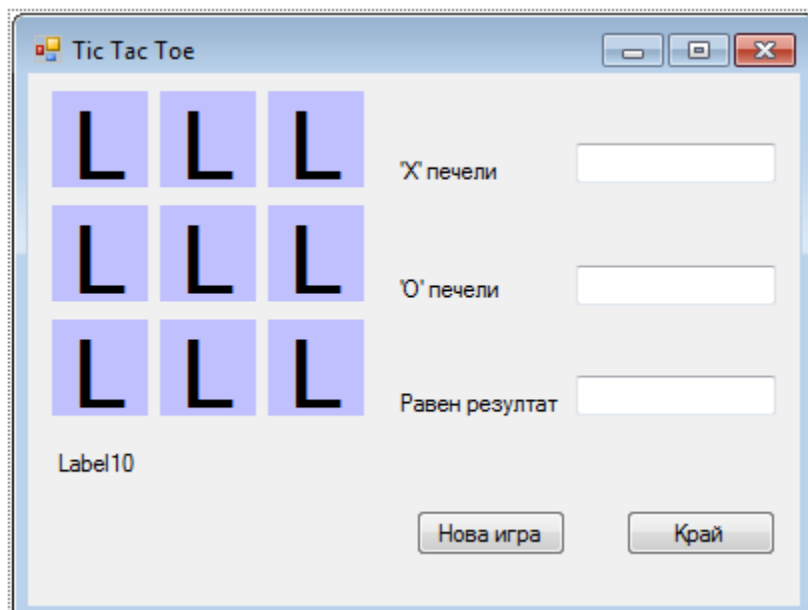 Tic Tac Toe
L L L
'X' печели
L L L
'O' печели
L L L
Равен резултат
Label10
Нова игра
Край